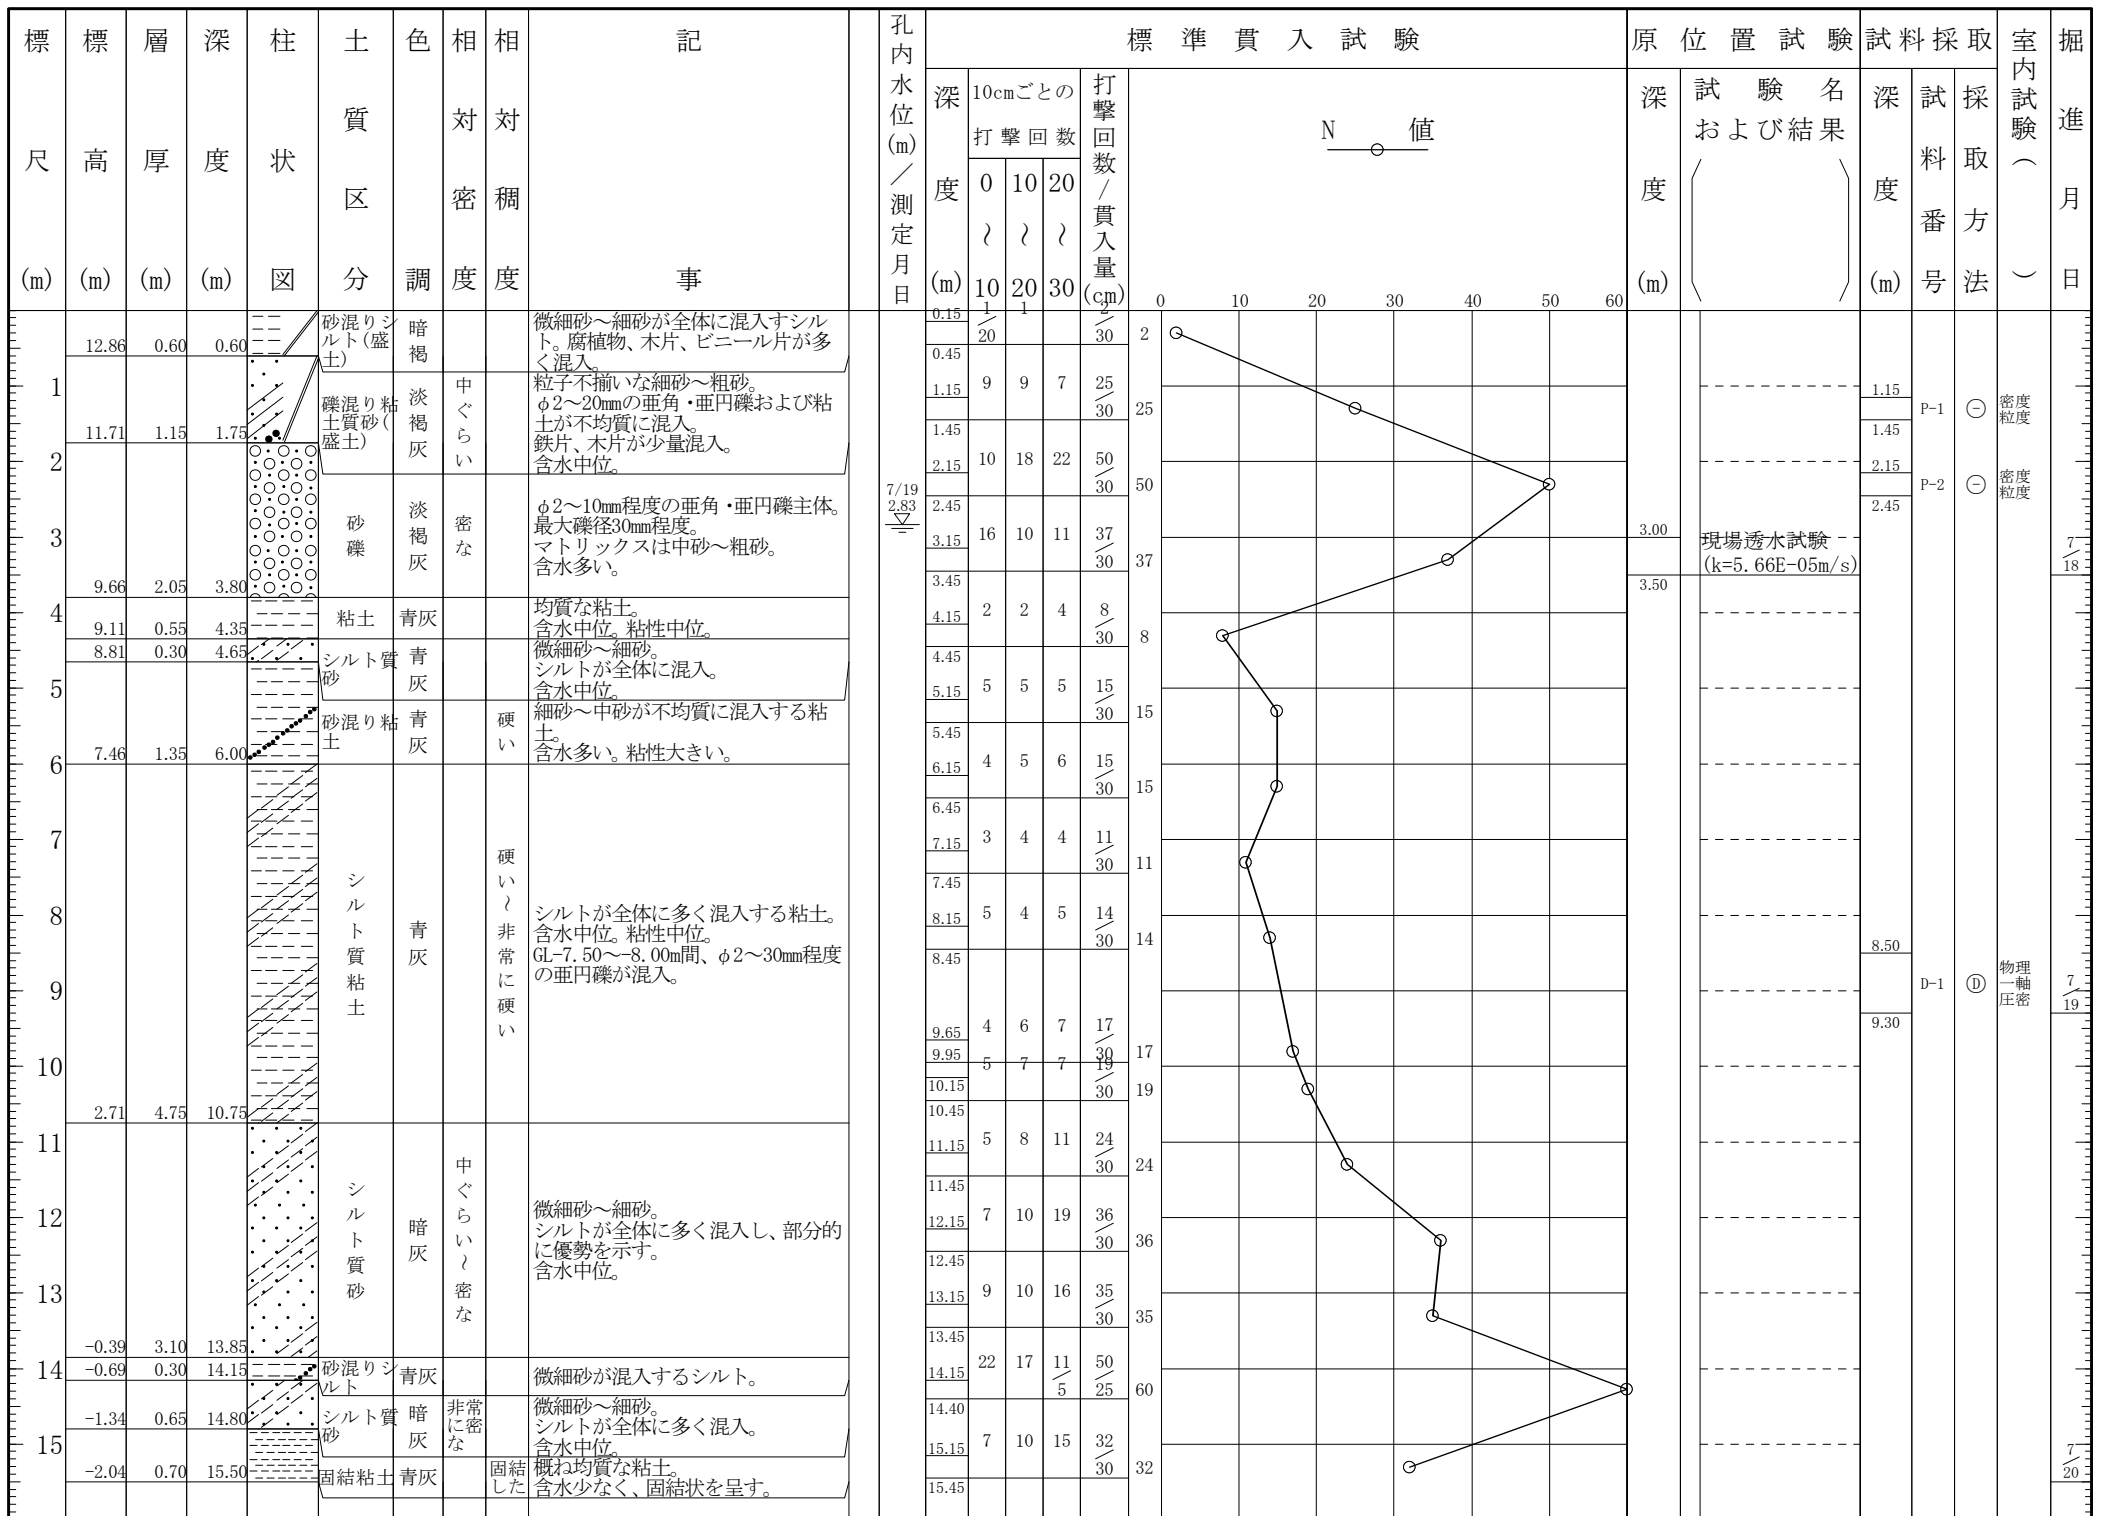 標尺(m) 標高(m) 層厚(m) 深度(m) 柱状図 土質区分 色調 相対密度 相対稠度 記事 孔内水位(m)／測定月日 標準貫入試験 原位置試験 試料採取 室内試験( ) 掘進月日
深度(m) 10cmごとの打撃回数 打撃回数/貫入量(cm) N 値 深度(m) 試験名および結果 深度(m) 試料番号 採取方法
0～10 10～20 20～30
0 10 20 30 40 50 60
12.86 0.60 0.60 砂混りシルト(盛土) 暗褐
微細砂～細砂が全体に混入すシル
ト。腐植物、木片、ビニール片が多
く混入。
11.71 1.15 1.75 礫混り粘土質砂(盛土) 淡褐灰 中ぐらい
粒子不揃いな細砂～粗砂。
φ2～20mmの亜角・亜円礫および粘
土が不均質に混入。
鉄片、木片が少量混入。
含水中位。
9.66 2.05 3.80 砂礫 淡褐灰 密な
φ2～10mm程度の亜角・亜円礫主体。
最大礫径30mm程度。
マトリックスは中砂～粗砂。
含水多い。
9.11 0.55 4.35 粘土 青灰
均質な粘土。
含水中位。粘性中位。
8.81 0.30 4.65 シルト質砂 青灰
微細砂～細砂。
シルトが全体に混入。
含水中位。
7.46 1.35 6.00 砂混り粘土 青灰 硬い
細砂～中砂が不均質に混入する粘
土。
含水多い。粘性大きい。
2.71 4.75 10.75 シルト質粘土 青灰 硬い～非常に硬い
シルトが全体に多く混入する粘土。
含水中位。粘性中位。
GL-7.50～-8.00m間、φ2～30mm程度
の亜円礫が混入。
-0.39 3.10 13.85 シルト質砂 暗灰 中ぐらい～密な
微細砂～細砂。
シルトが全体に多く混入し、部分的
に優勢を示す。
含水中位。
-0.69 0.30 14.15 砂混りシルト 青灰
微細砂が混入するシルト。
-1.34 0.65 14.80 シルト質砂 暗灰 非常に密な
微細砂～細砂。
シルトが全体に多く混入。
含水中位。
-2.04 0.70 15.50 固結粘土 青灰 固結した
概ね均質な粘土。
含水少なく、固結状を呈す。
1
2
3
4
5
6
7
8
9
10
11
12
13
14
15
7/19
2.83
0.15 0.45 1/20 1 2/30 2
1.15 1.45 9 9 7 25/30 25
2.15 2.45 10 18 22 50/30 50
3.15 3.45 16 10 11 37/30 37
4.15 4.45 2 2 4 8/30 8
5.15 5.45 5 5 5 15/30 15
6.15 6.45 4 5 6 15/30 15
7.15 7.45 3 4 4 11/30 11
8.15 8.45 5 4 5 14/30 14
9.65 9.95 4 6 7 17/30 17
10.15 10.45 5 7 7 19/30 19
11.15 11.45 5 8 11 24/30 24
12.15 12.45 7 10 19 36/30 36
13.15 13.45 9 10 16 35/30 35
14.15 14.40 22 17 11/5 50/25 60
15.15 15.45 7 10 15 32/30 32
3.00
3.50
現場透水試験
(k=5.66E-05m/s)
1.15 1.45 P-1 ⊖ 密度 粒度
2.15 2.45 P-2 ⊖ 密度 粒度
8.50 9.30 D-1 Ⓓ 物理 一軸 圧密
7/18
7/19
7/20